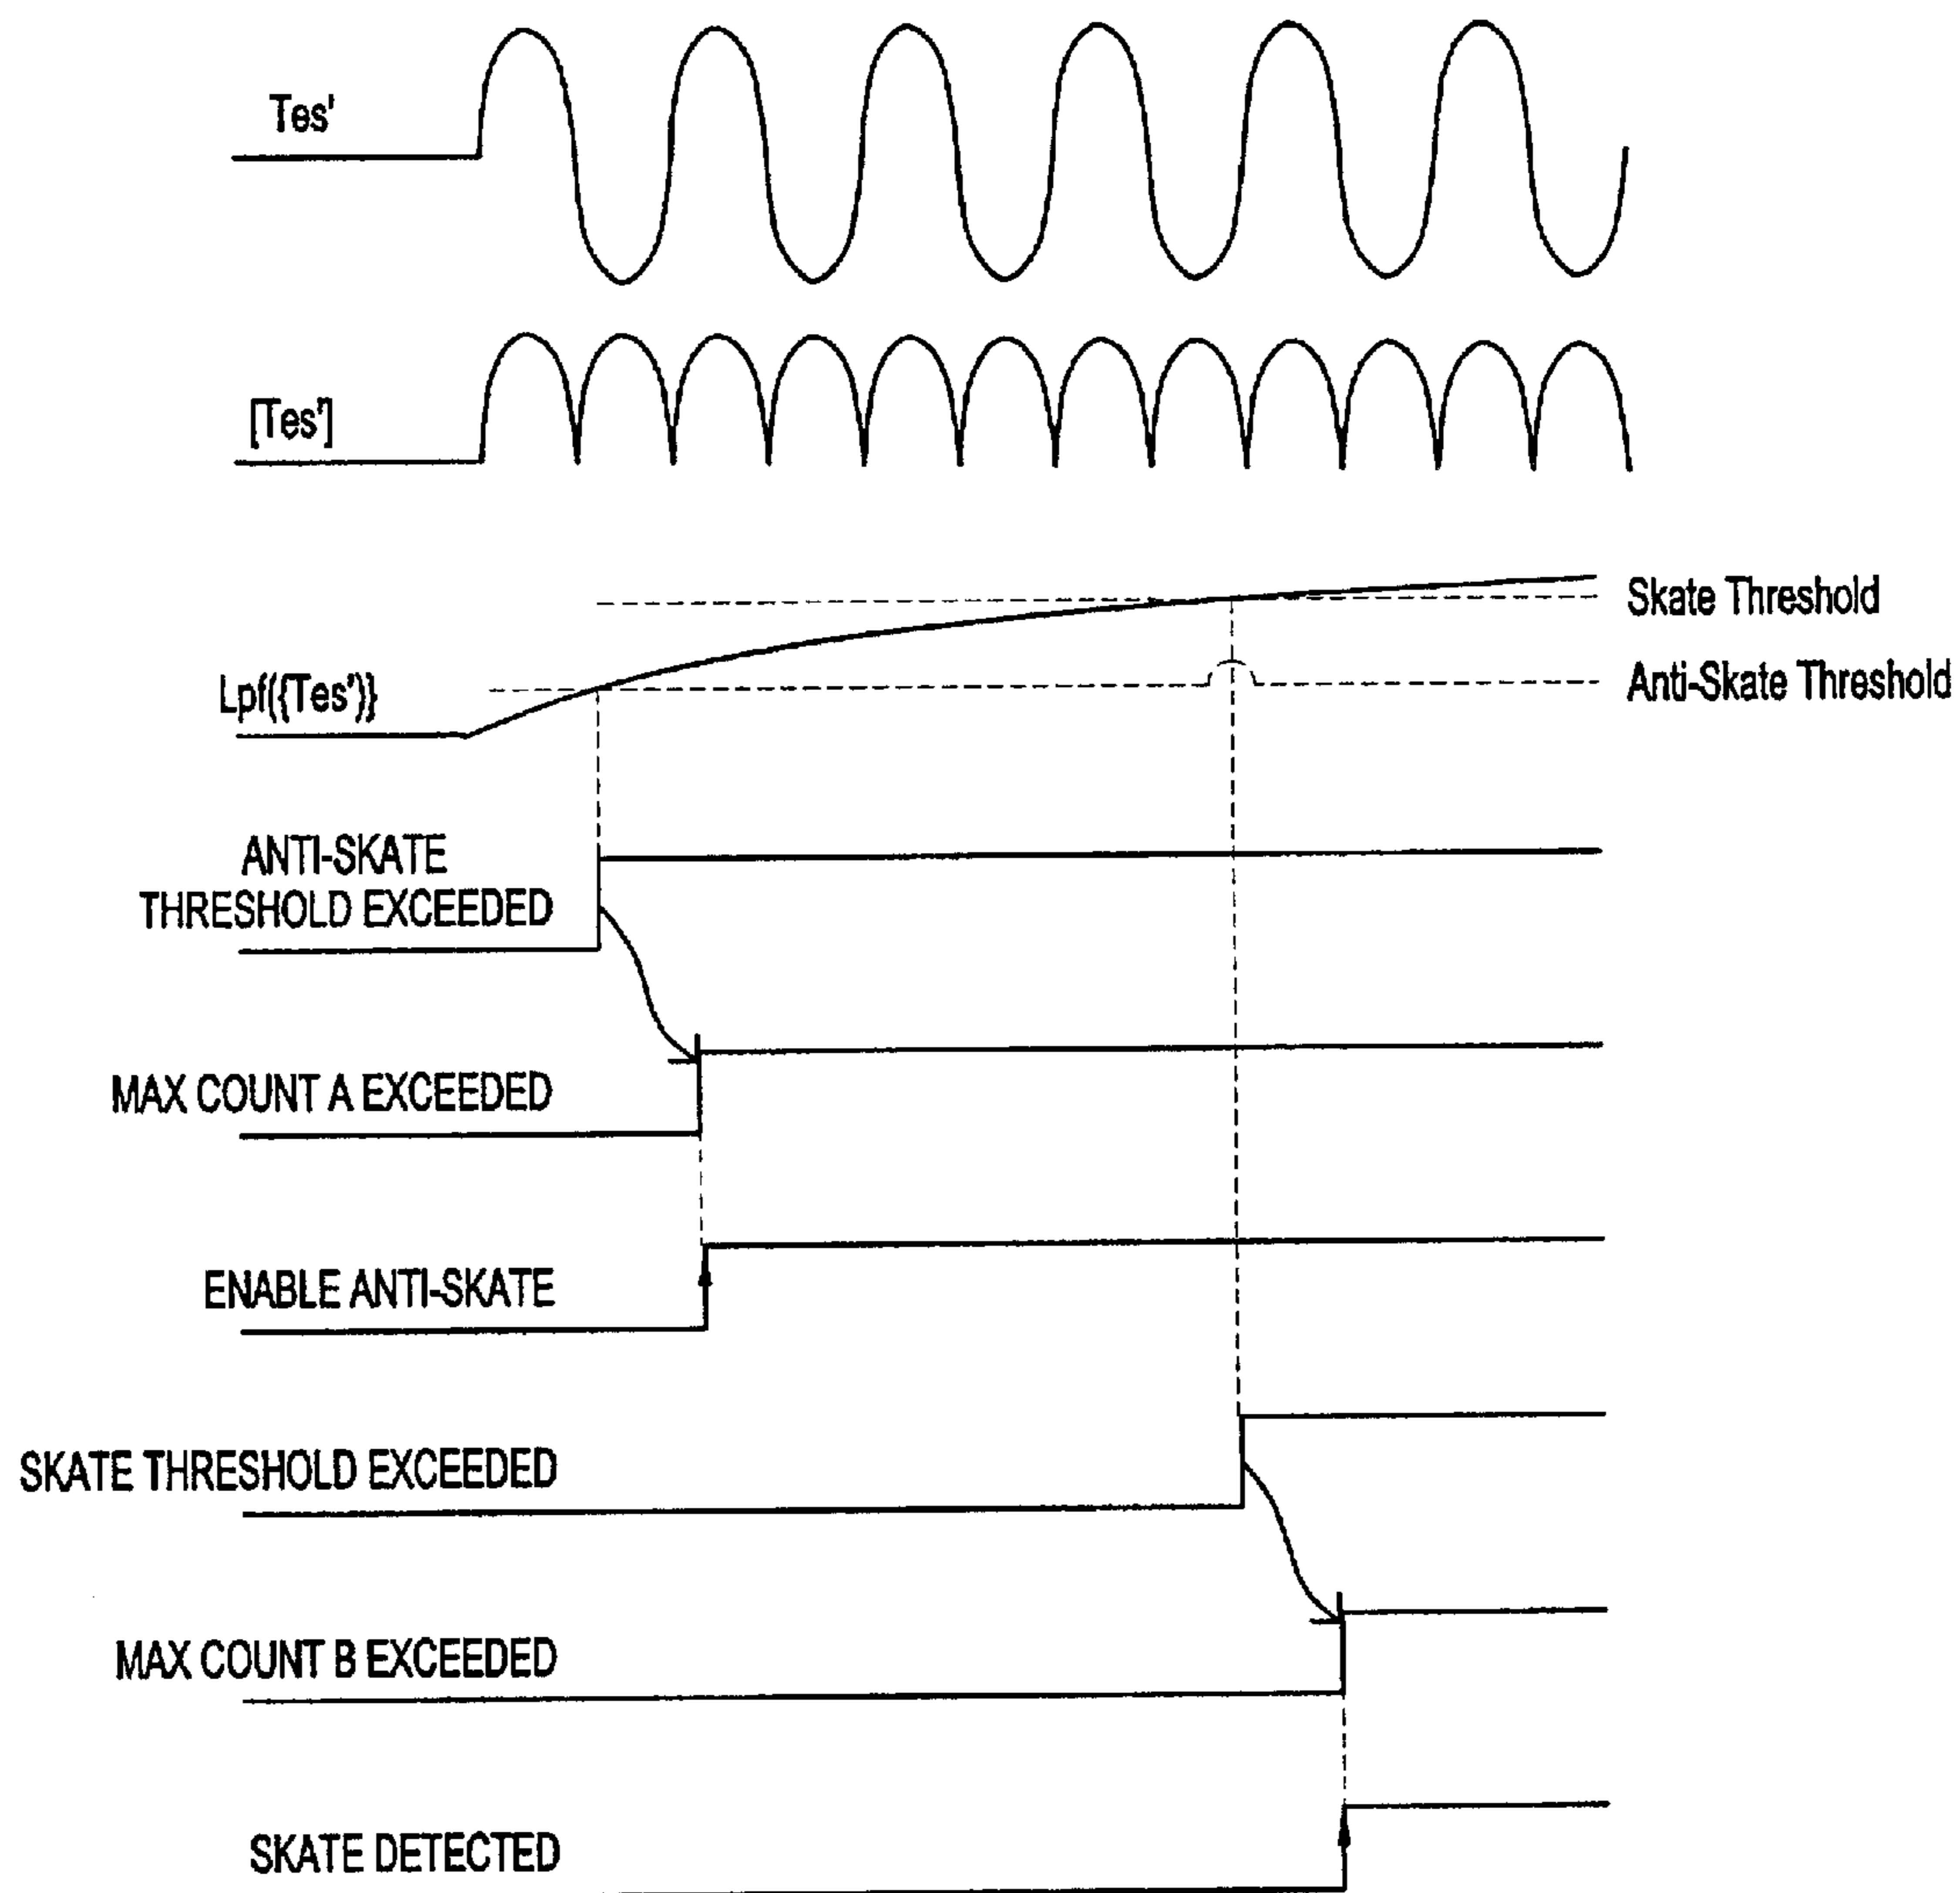 Tes'
[Tes']
Skate Threshold
Lpf({Tes')}
Anti-Skate Threshold
ANTI-SKATE
THRESHOLD EXCEEDED
MAX COUNT A EXCEEDED
ENABLE ANTI-SKATE
SKATE THRESHOLD EXCEEDED
MAX COUNT B EXCEEDED
SKATE DETECTED